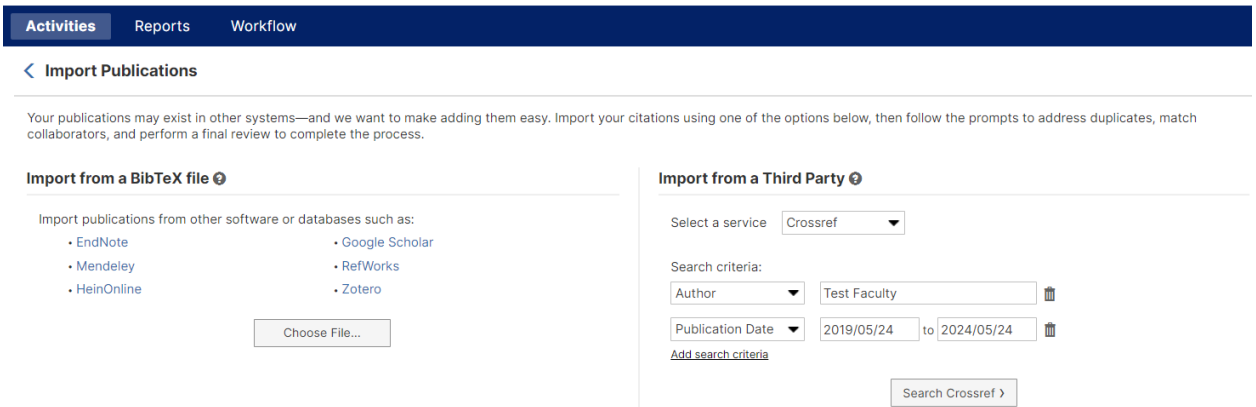 Activities Reports Workflow
Import Publications
Your publications may exist in other systems—and we want to make adding them easy. Import your citations using one of the options below, then follow the prompts to address duplicates, match
collaborators, and perform a final review to complete the process.
Import from a BibTeX file ?
Import publications from other software or databases such as:
• EndNote
• Mendeley
• HeinOnline
• Google Scholar
• RefWorks
• Zotero
Choose File...
Import from a Third Party ?
Select a service Crossref
Search criteria:
Author Test Faculty
Publication Date 2019/05/24 to 2024/05/24
Add search criteria
Search Crossref ›